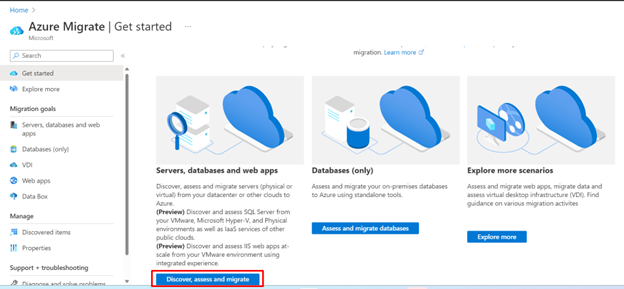 Home
Azure Migrate | Get started
Microsoft
Search
Get started
Explore more
Migration goals
Servers, databases and web
apps
Databases (only)
VDI
Web apps
Data Box
Manage
Discovered items
Properties
Support + troubleshooting
Diagnose and solve problems
migration. Learn more
Servers, databases and web apps
Discover, assess and migrate servers (physical or
virtual) from your datacenter or other clouds to
Azure.
(Preview) Discover and assess SQL Server from
your VMware, Microsoft Hyper-V, and Physical
environments as well as IaaS services of other
public clouds.
(Preview) Discover and assess IIS web apps at-
scale from your VMware environment using
integrated experience.
Discover, assess and migrate
Databases (only)
Assess and migrate your on-premises databases
to Azure using standalone tools.
Assess and migrate databases
Explore more scenarios
Assess and migrate web apps, migrate data and
assess virtual desktop infrastructure (VDI). Find
guidance on various migration activites
Explore more